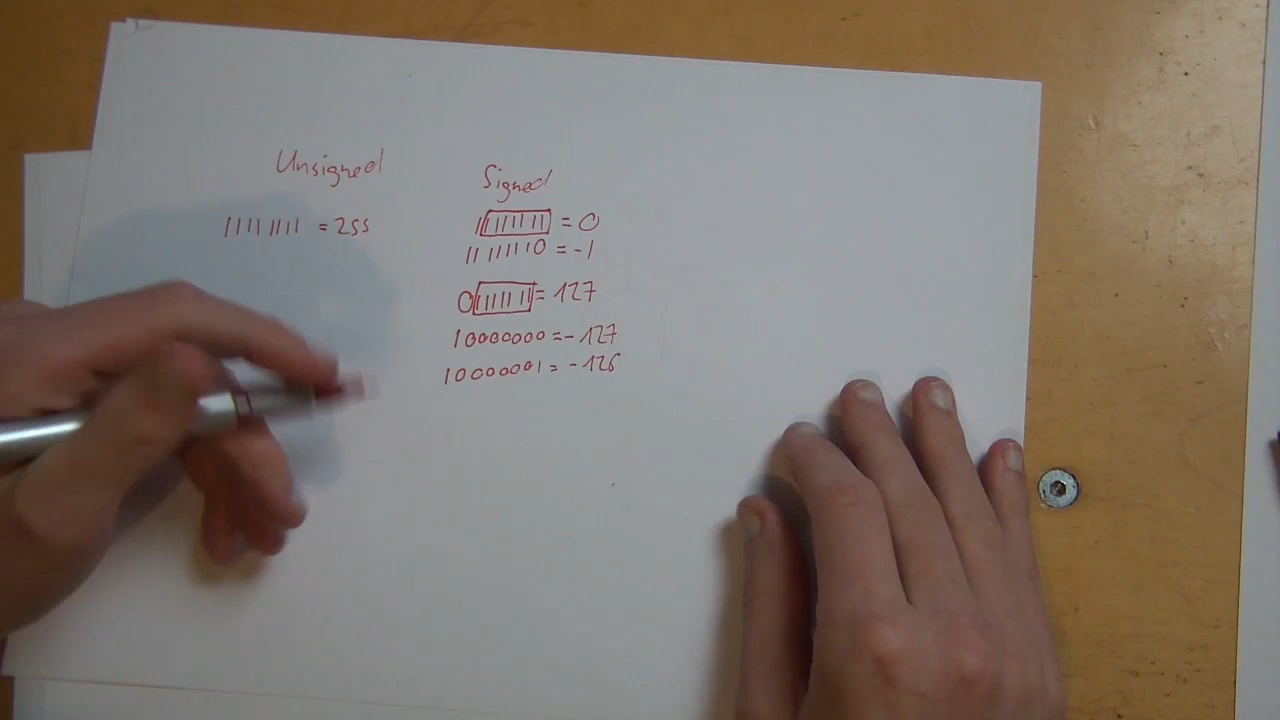 Unsigned
11111111 = 255
Signed
11111111 = 0
11111110 = -1
01111111 = 127
10000000 = -127
10000001 = -126